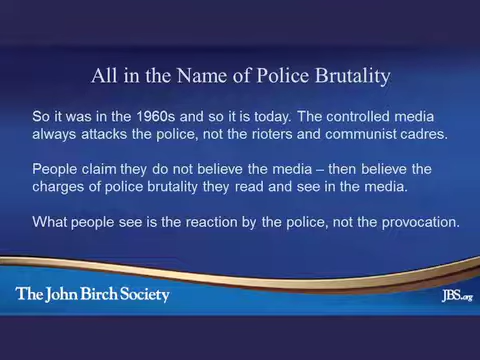 All in the Name of Police Brutality
So it was in the 1960s and so it is today. The controlled media
always attacks the police, not the rioters and communist cadres.
People claim they do not believe the media – then believe the
charges of police brutality they read and see in the media.
What people see is the reaction by the police, not the provocation.
The John Birch Society
JBS.org